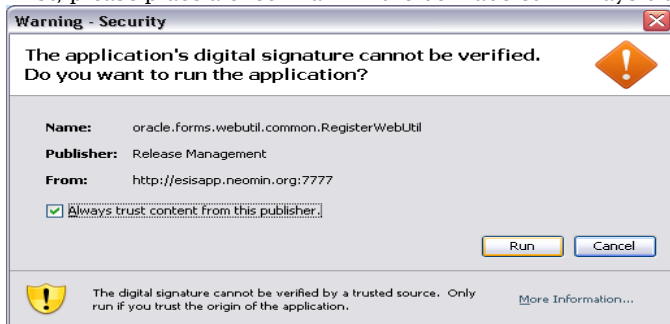 Warning - Security
The application's digital signature cannot be verified.
Do you want to run the application?
Name: oracle.forms.webutil.common.RegisterWebUtil
Publisher: Release Management
From: http://esisapp.neomin.org:7777
Always trust content from this publisher.
Run Cancel
The digital signature cannot be verified by a trusted source. Only
run if you trust the origin of the application.
More Information...